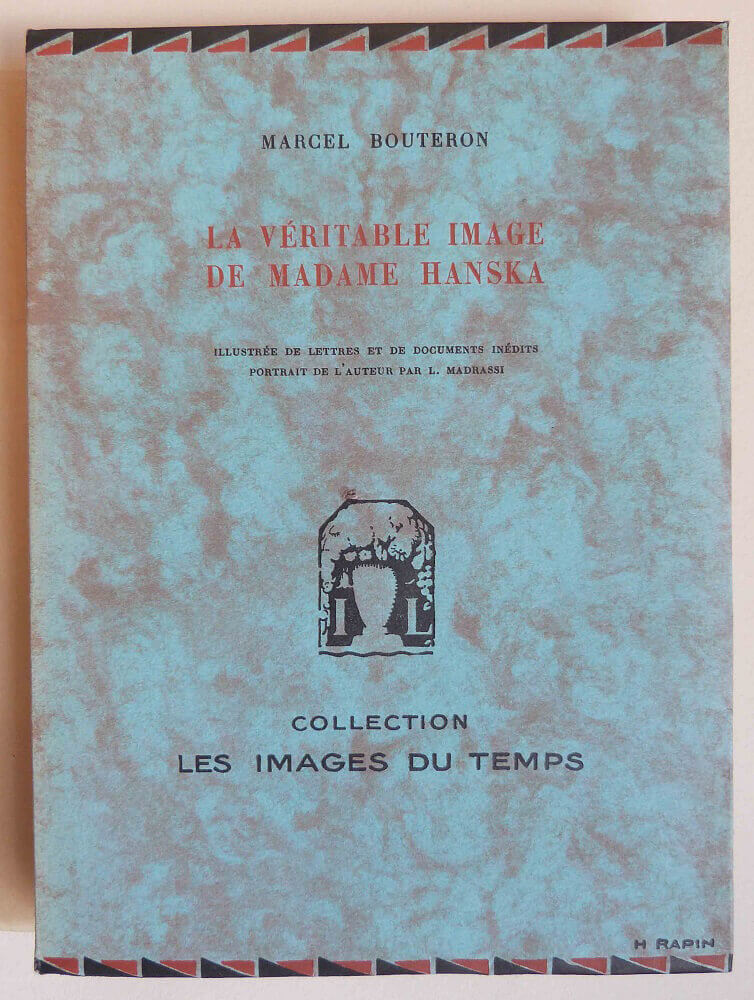 MARCEL BOUTERON
LA VÉRITABLE IMAGE
DE MADAME HANSKA
ILLUSTRÉE DE LETTRES ET DE DOCUMENTS INÉDITS
PORTRAIT DE L'AUTEUR PAR L. MADRASSI
I L
COLLECTION
LES IMAGES DU TEMPS
H RAPIN